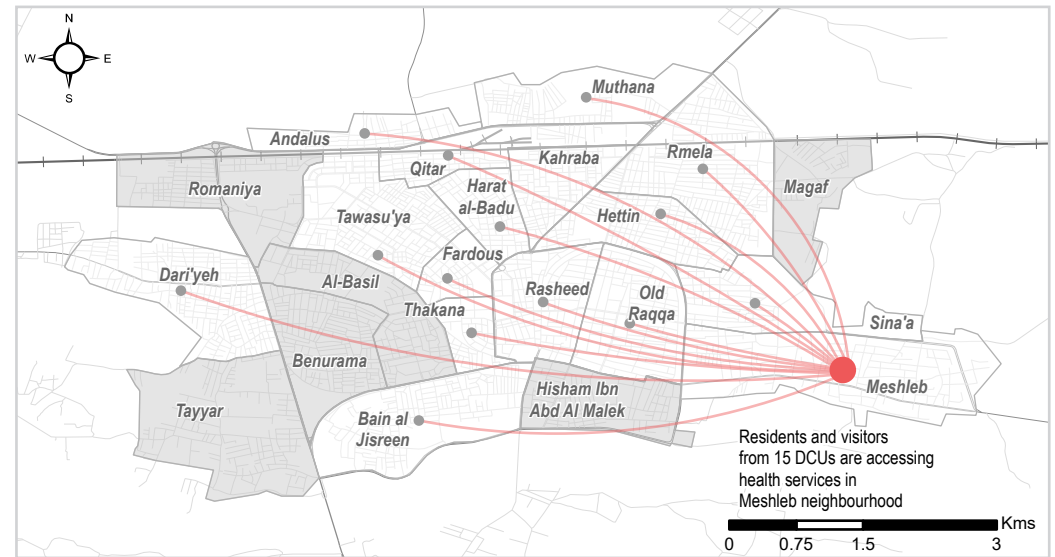 N
W
E
S
Muthana
Andalus
Qitar
Kahraba
Rmela
Romaniya
Harat
al-Badu
Magaf
Tawasu'ya
Hettin
Fardous
Dari'yeh
Al-Basil
Rasheed
Old
Raqqa
Thakana
Sina'a
Benurama
Meshleb
Hisham Ibn
Abd Al Malek
Tayyar
Bain al
Jisreen
Residents and visitors
from 15 DCUs are accessing
health services in
Meshleb neighbourhood
Kms
0 0.75 1.5 3